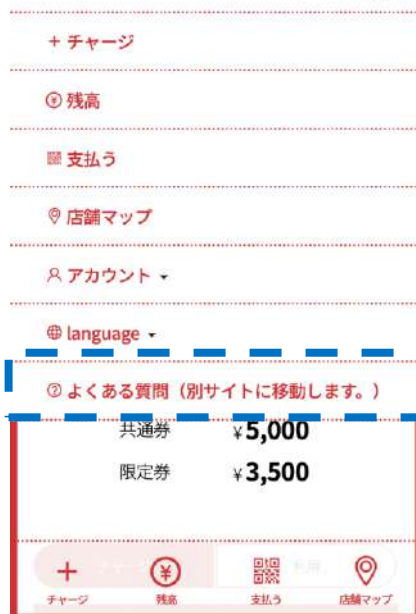 + チャージ
残高
支払う
店舗マップ
アカウント
language
よくある質問（別サイトに移動します。）
共通券 ¥5,000
限定券 ¥3,500
チャージ 残高 支払う 店舗マップ